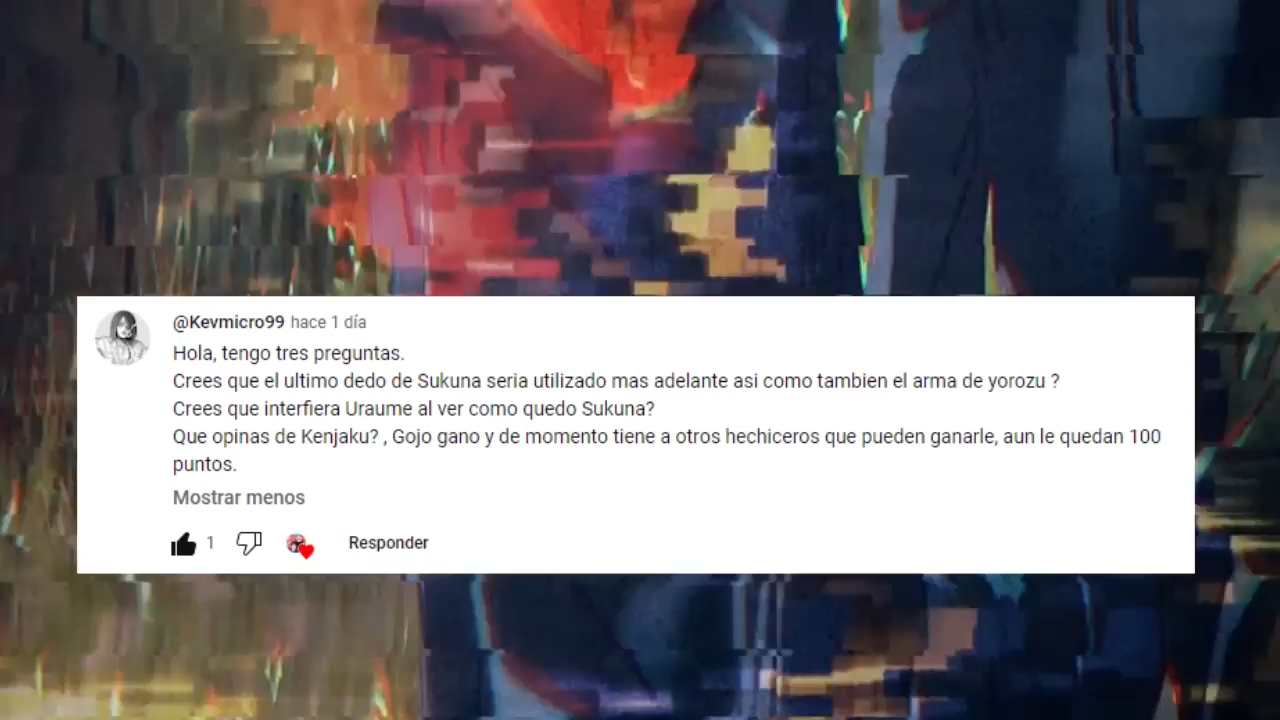 @Kevmicro99 hace 1 día
Hola, tengo tres preguntas.
Crees que el ultimo dedo de Sukuna seria utilizado mas adelante asi como tambien el arma de yorozu ?
Crees que interfiera Uraume al ver como quedo Sukuna?
Que opinas de Kenjaku? , Gojo gano y de momento tiene a otros hechiceros que pueden ganarle, aun le quedan 100
puntos.
Mostrar menos
1 Responder